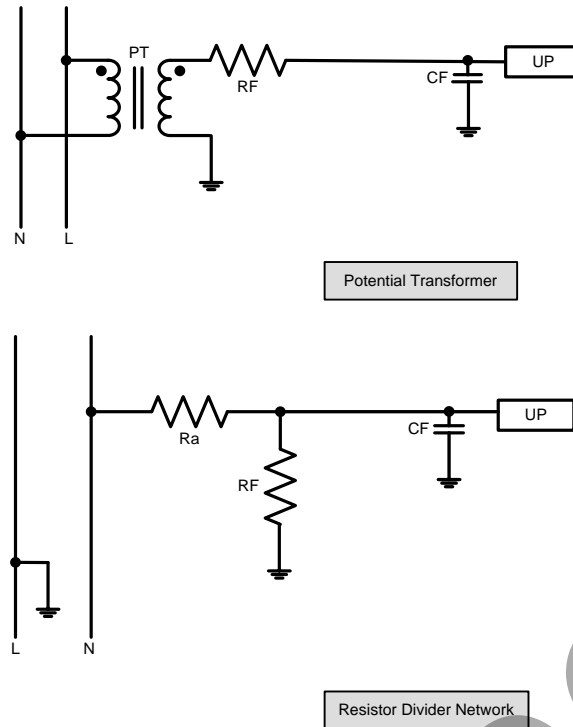 PT
UP
RF
CF
N L
Potential Transformer
UP
Ra
CF
RF
L N
Resistor Divider Network